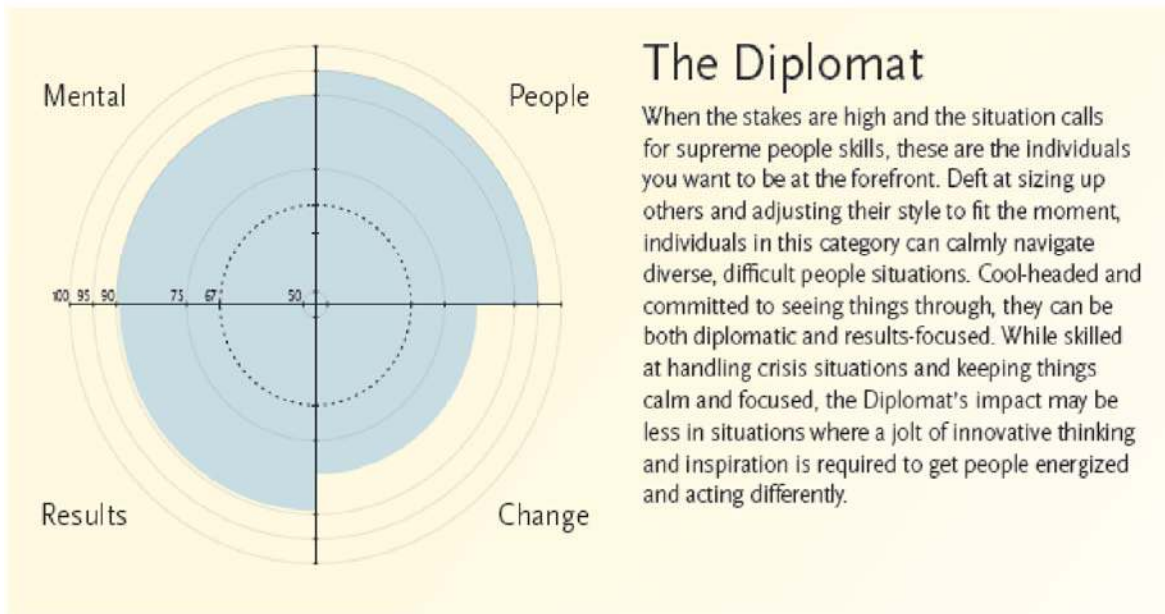 Mental
People
100 95 90 75 67 50
Results
Change
The Diplomat
When the stakes are high and the situation calls
for supreme people skills, these are the individuals
you want to be at the forefront. Deft at sizing up
others and adjusting their style to fit the moment,
individuals in this category can calmly navigate
diverse, difficult people situations. Cool-headed and
committed to seeing things through, they can be
both diplomatic and results-focused. While skilled
at handling crisis situations and keeping things
calm and focused, the Diplomat's impact may be
less in situations where a jolt of innovative thinking
and inspiration is required to get people energized
and acting differently.